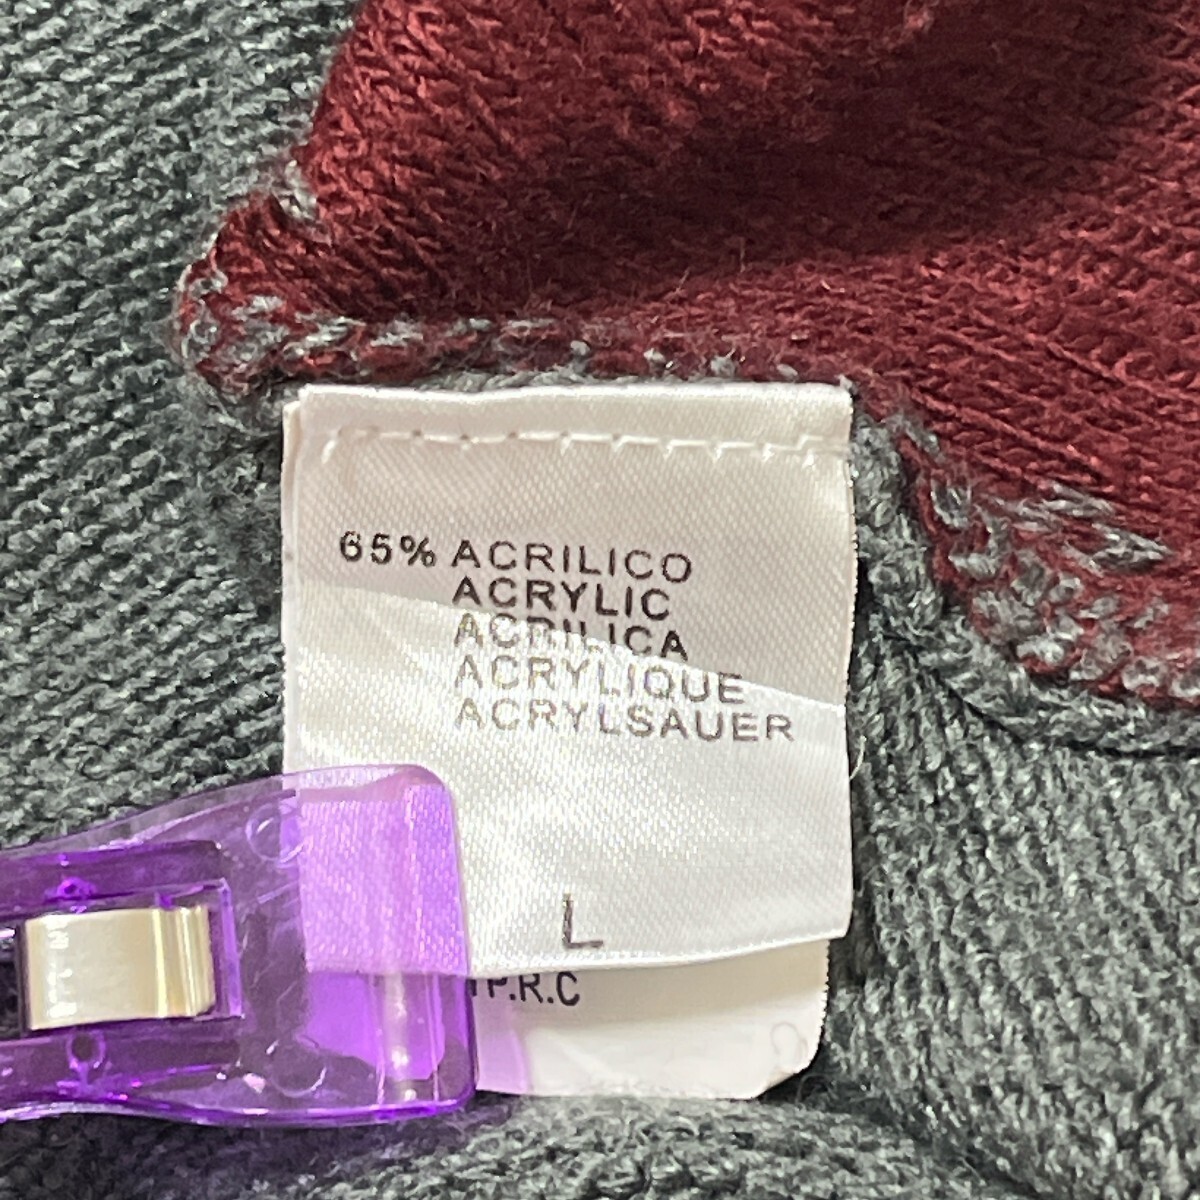 65% ACRILICO
ACRYLIC
ACRILICA
ACRYLIQUE
ACRYLSAUER
L
P.R.C